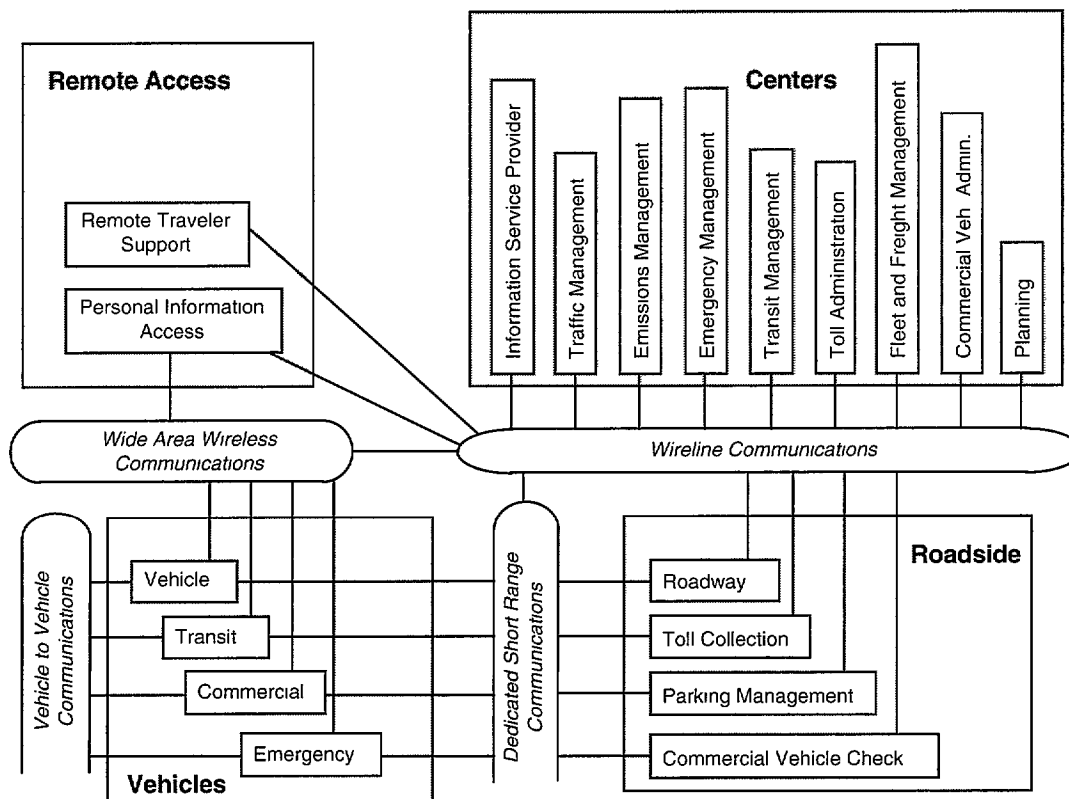 Remote Access
Remote Traveler
Support
Personal Information
Access
Centers
Information Service Provider
Traffic Management
Emissions Management
Emergency Management
Transit Management
Toll Administration
Fleet and Freight Management
Commercial Veh Admin.
Planning
Wide Area Wireless
Communications
Wireline Communications
Vehicle to Vehicle
Communications
Vehicle
Transit
Commercial
Emergency
Vehicles
Dedicated Short Range
Communications
Roadside
Roadway
Toll Collection
Parking Management
Commercial Vehicle Check